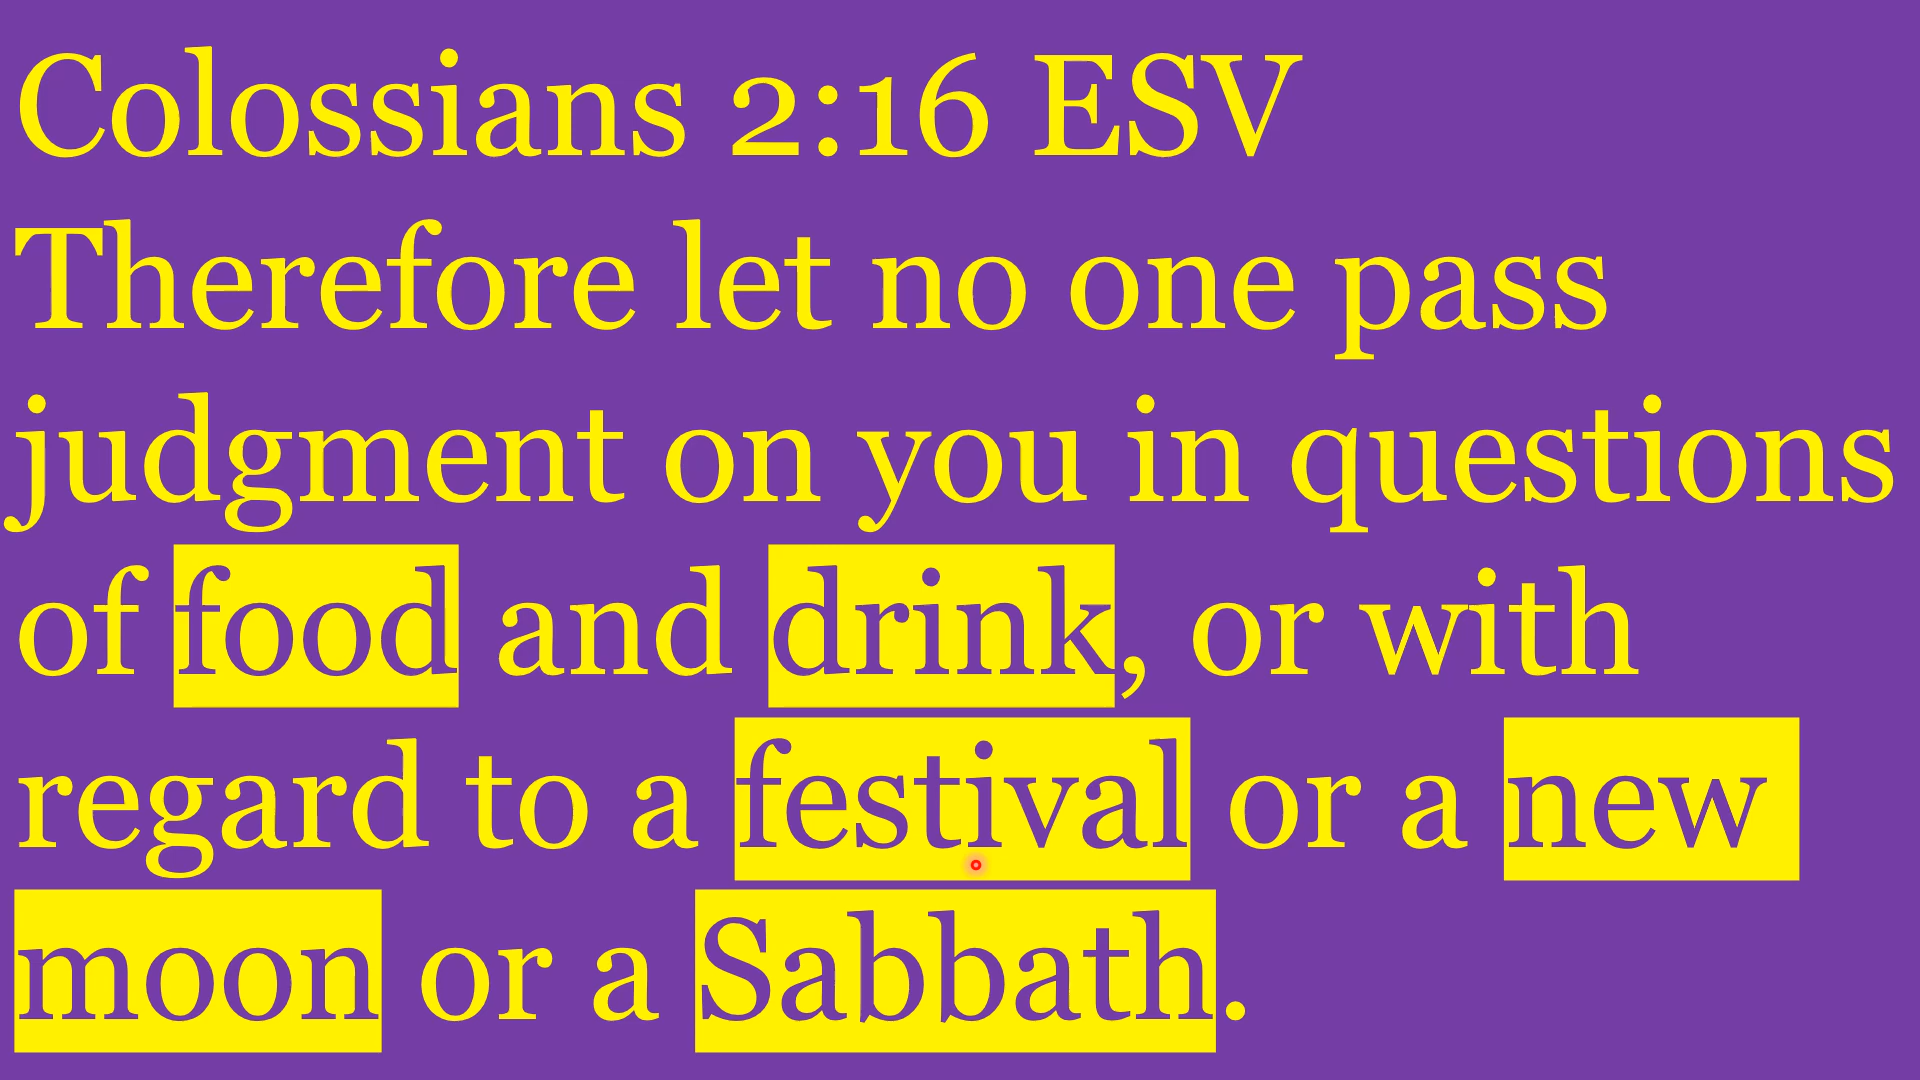 Colossians 2:16 ESV
Therefore let no one pass
judgment on you in questions
of food and drink, or with
regard to a festival or a new
moon or a Sabbath.